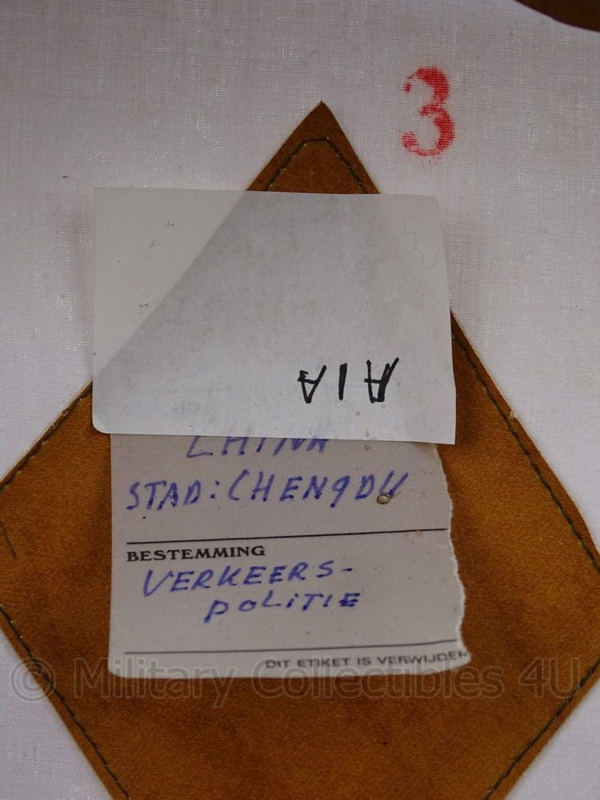 3
AIA
CHINA
STAD: CHENGDU
BESTEMMING
VERKEERS-
POLITIE
DIT ETIKET IS VERWIJDER
© Military Collectibles 4U